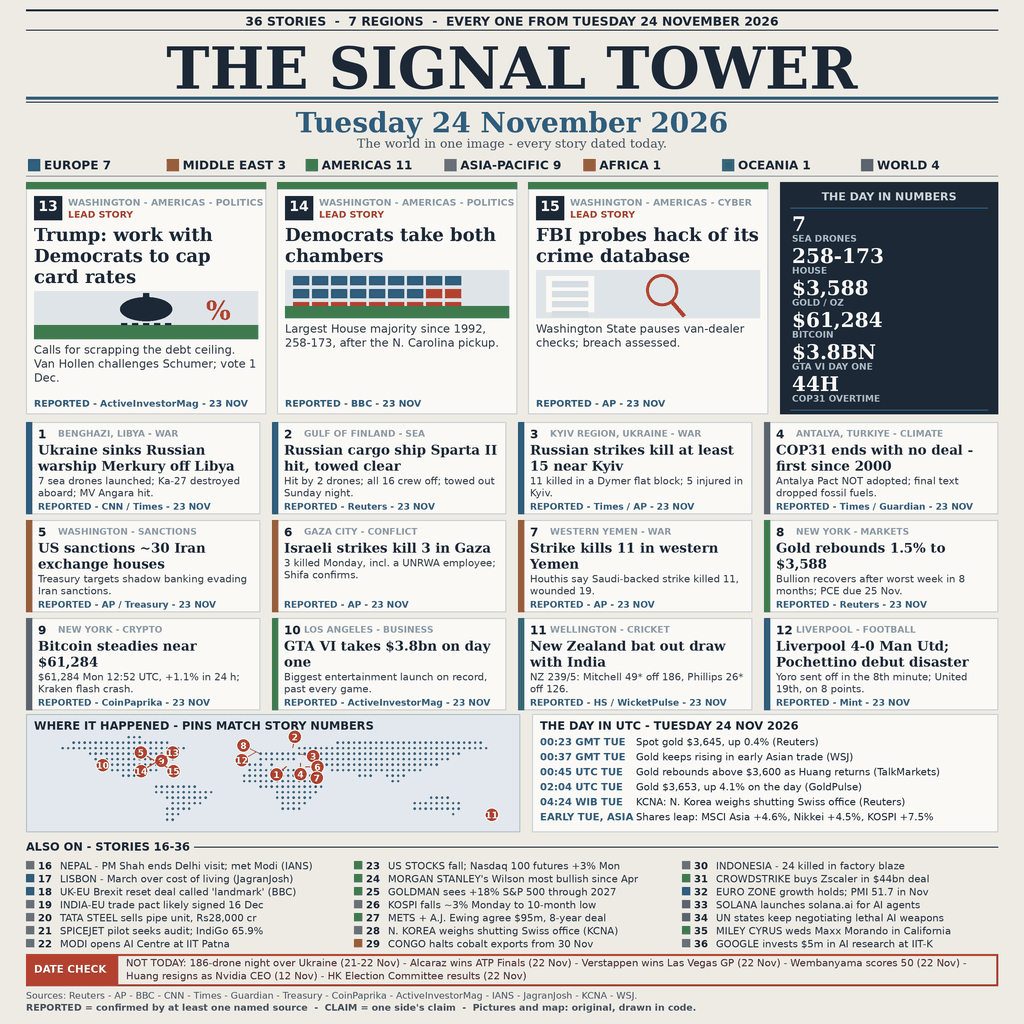 36 STORIES - 7 REGIONS - EVERY ONE FROM TUESDAY 24 NOVEMBER 2026
THE SIGNAL TOWER
Tuesday 24 November 2026
The world in one image - every story dated today.
EUROPE 7
MIDDLE EAST 3
AMERICAS 11
ASIA-PACIFIC 9
AFRICA 1
OCEANIA 1
WORLD 4
13 WASHINGTON - AMERICAS - POLITICS
LEAD STORY
Trump: work with
Democrats to cap
card rates
%
Calls for scrapping the debt ceiling.
Van Hollen challenges Schumer; vote 1
Dec.
REPORTED - ActiveInvestorMag - 23 NOV
14 WASHINGTON - AMERICAS - POLITICS
LEAD STORY
Democrats take both
chambers
Largest House majority since 1992,
258-173, after the N. Carolina pickup.
REPORTED - BBC - 23 NOV
15 WASHINGTON - AMERICAS - CYBER
LEAD STORY
FBI probes hack of its
crime database
Washington State pauses van-dealer
checks; breach assessed.
REPORTED - AP - 23 NOV
THE DAY IN NUMBERS
7
SEA DRONES
258-173
HOUSE
$3,588
GOLD / OZ
$61,284
BITCOIN
$3.8BN
GTA VI DAY ONE
44H
COP31 OVERTIME
1 BENGHAZI, LIBYA - WAR
Ukraine sinks Russian
warship Merkury off Libya
7 sea drones launched; Ka-27 destroyed
aboard; MV Angara hit.
REPORTED - CNN / Times - 23 NOV
2 GULF OF FINLAND - SEA
Russian cargo ship Sparta II
hit, towed clear
Hit by 2 drones; all 16 crew off; towed out
Sunday night.
REPORTED - Reuters - 23 NOV
3 KYIV REGION, UKRAINE - WAR
Russian strikes kill at least
15 near Kyiv
11 killed in a Dymer flat block; 5 injured in
Kyiv.
REPORTED - Times / AP - 23 NOV
4 ANTALYA, TURKIYE - CLIMATE
COP31 ends with no deal -
first since 2000
Antalya Pact NOT adopted; final text
dropped fossil fuels.
REPORTED - Times / Guardian - 23 NOV
5 WASHINGTON - SANCTIONS
US sanctions ~30 Iran
exchange houses
Treasury targets shadow banking evading
Iran sanctions.
REPORTED - AP / Treasury - 23 NOV
6 GAZA CITY - CONFLICT
Israeli strikes kill 3 in Gaza
3 killed Monday, incl. a UNRWA employee;
Shifa confirms.
REPORTED - AP - 23 NOV
7 WESTERN YEMEN - WAR
Strike kills 11 in western
Yemen
Houthis say Saudi-backed strike killed 11,
wounded 19.
REPORTED - AP - 23 NOV
8 NEW YORK - MARKETS
Gold rebounds 1.5% to
$3,588
Bullion recovers after worst week in 8
months; PCE due 25 Nov.
REPORTED - Reuters - 23 NOV
9 NEW YORK - CRYPTO
Bitcoin steadies near
$61,284
$61,284 Mon 12:52 UTC, +1.1% in 24 h;
Kraken flash crash.
REPORTED - CoinPaprika - 23 NOV
10 LOS ANGELES - BUSINESS
GTA VI takes $3.8bn on day
one
Biggest entertainment launch on record,
past every game.
REPORTED - ActiveInvestorMag - 23 NOV
11 WELLINGTON - CRICKET
New Zealand bat out draw
with India
NZ 239/5: Mitchell 49* off 186, Phillips 26*
off 126.
REPORTED - HS / WicketPulse - 23 NOV
12 LIVERPOOL - FOOTBALL
Liverpool 4-0 Man Utd;
Pochettino debut disaster
Yoro sent off in the 8th minute; United
19th, on 8 points.
REPORTED - Mint - 23 NOV
WHERE IT HAPPENED - PINS MATCH STORY NUMBERS
2
8
5
13
3
12
9
10
6
14
15
1
4
7
11
THE DAY IN UTC - TUESDAY 24 NOV 2026
00:23 GMT TUE Spot gold $3,645, up 0.4% (Reuters)
00:37 GMT TUE Gold keeps rising in early Asian trade (WSJ)
00:45 UTC TUE Gold rebounds above $3,600 as Huang returns (TalkMarkets)
02:04 UTC TUE Gold $3,653, up 4.1% on the day (GoldPulse)
04:24 WIB TUE KCNA: N. Korea weighs shutting Swiss office (Reuters)
EARLY TUE, ASIA Shares leap: MSCI Asia +4.6%, Nikkei +4.5%, KOSPI +7.5%
ALSO ON - STORIES 16-36
16 NEPAL - PM Shah ends Delhi visit; met Modi (IANS)
17 LISBON - March over cost of living (JagranJosh)
18 UK-EU Brexit reset deal called 'landmark' (BBC)
19 INDIA-EU trade pact likely signed 16 Dec
20 TATA STEEL sells pipe unit, Rs28,000 cr
21 SPICEJET pilot seeks audit; IndiGo 65.9%
22 MODI opens AI Centre at IIT Patna
23 US STOCKS fall; Nasdaq 100 futures +3% Mon
24 MORGAN STANLEY's Wilson most bullish since Apr
25 GOLDMAN sees +18% S&P 500 through 2027
26 KOSPI falls ~3% Monday to 10-month low
27 METS + A.J. Ewing agree $95m, 8-year deal
28 N. KOREA weighs shutting Swiss office (KCNA)
29 CONGO halts cobalt exports from 30 Nov
30 INDONESIA - 24 killed in factory blaze
31 CROWDSTRIKE buys Zscaler in $44bn deal
32 EURO ZONE growth holds; PMI 51.7 in Nov
33 SOLANA launches solana.ai for AI agents
34 UN states keep negotiating lethal AI weapons
35 MILEY CYRUS weds Maxx Morando in California
36 GOOGLE invests $5m in AI research at IIT-K
DATE CHECK
NOT TODAY: 186-drone night over Ukraine (21-22 Nov) - Alcaraz wins ATP Finals (22 Nov) - Verstappen wins Las Vegas GP (22 Nov) - Wembanyama scores 50 (22 Nov) -
Huang resigns as Nvidia CEO (12 Nov) - HK Election Committee results (22 Nov)
Sources: Reuters - AP - BBC - CNN - Times - Guardian - Treasury - CoinPaprika - ActiveInvestorMag - IANS - JagranJosh - KCNA - WSJ.
REPORTED = confirmed by at least one named source - CLAIM = one side's claim - Pictures and map: original, drawn in code.